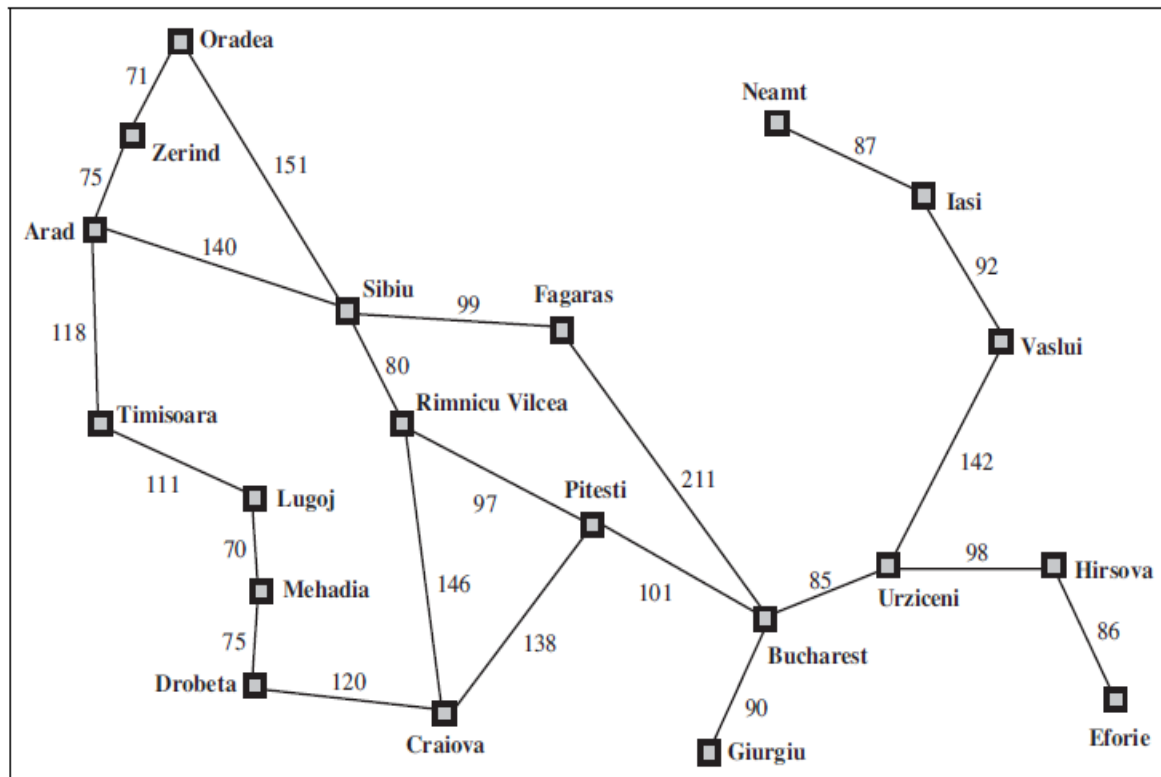 Oradea
71
Neamt
Zerind
87
151
75
Iasi
Arad
140
92
Sibiu
99
Fagaras
118
80
Vaslui
Timisoara
Rimnicu Vilcea
142
111
211
Lugoj
97
Pitesti
70
98
Hirsova
146
85
Mehadia
101
Urziceni
86
75
138
Bucharest
Drobeta
120
90
Craiova
Giurgiu
Eforie